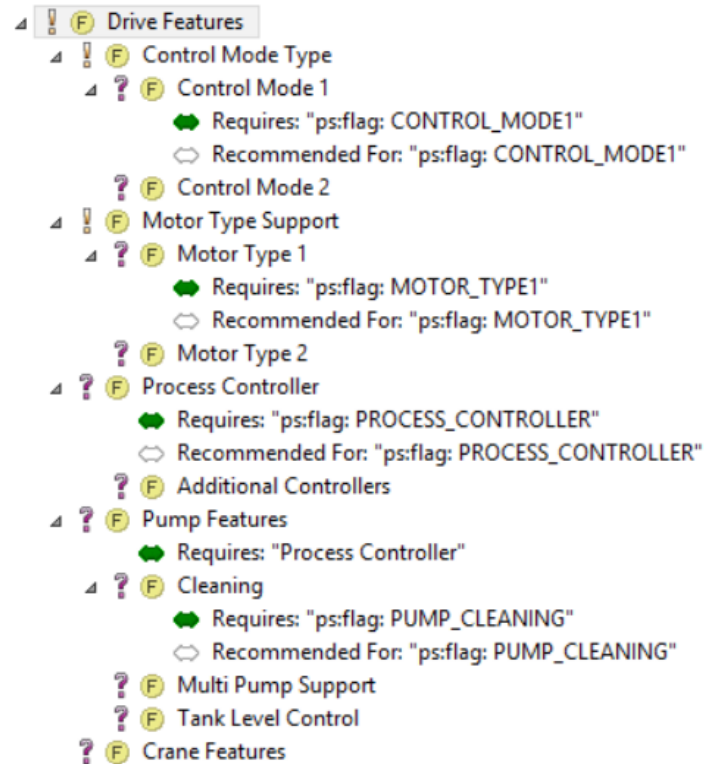 ! F Drive Features
! F Control Mode Type
? F Control Mode 1
Requires: "ps:flag: CONTROL_MODE1"
Recommended For: "ps:flag: CONTROL_MODE1"
? F Control Mode 2
! F Motor Type Support
? F Motor Type 1
Requires: "ps:flag: MOTOR_TYPE1"
Recommended For: "ps:flag: MOTOR_TYPE1"
? F Motor Type 2
? F Process Controller
Requires: "ps:flag: PROCESS_CONTROLLER"
Recommended For: "ps:flag: PROCESS_CONTROLLER"
? F Additional Controllers
? F Pump Features
Requires: "Process Controller"
? F Cleaning
Requires: "ps:flag: PUMP_CLEANING"
Recommended For: "ps:flag: PUMP_CLEANING"
? F Multi Pump Support
? F Tank Level Control
? F Crane Features